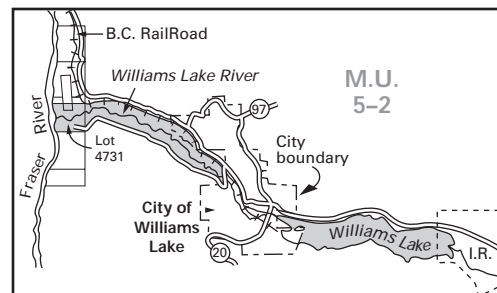 B.C. RailRoad
Williams Lake River
M.U.
5–2
97
River
Fraser
Lot
4731
City
boundary
City of
Williams
Lake
20
Williams Lake
I.R.